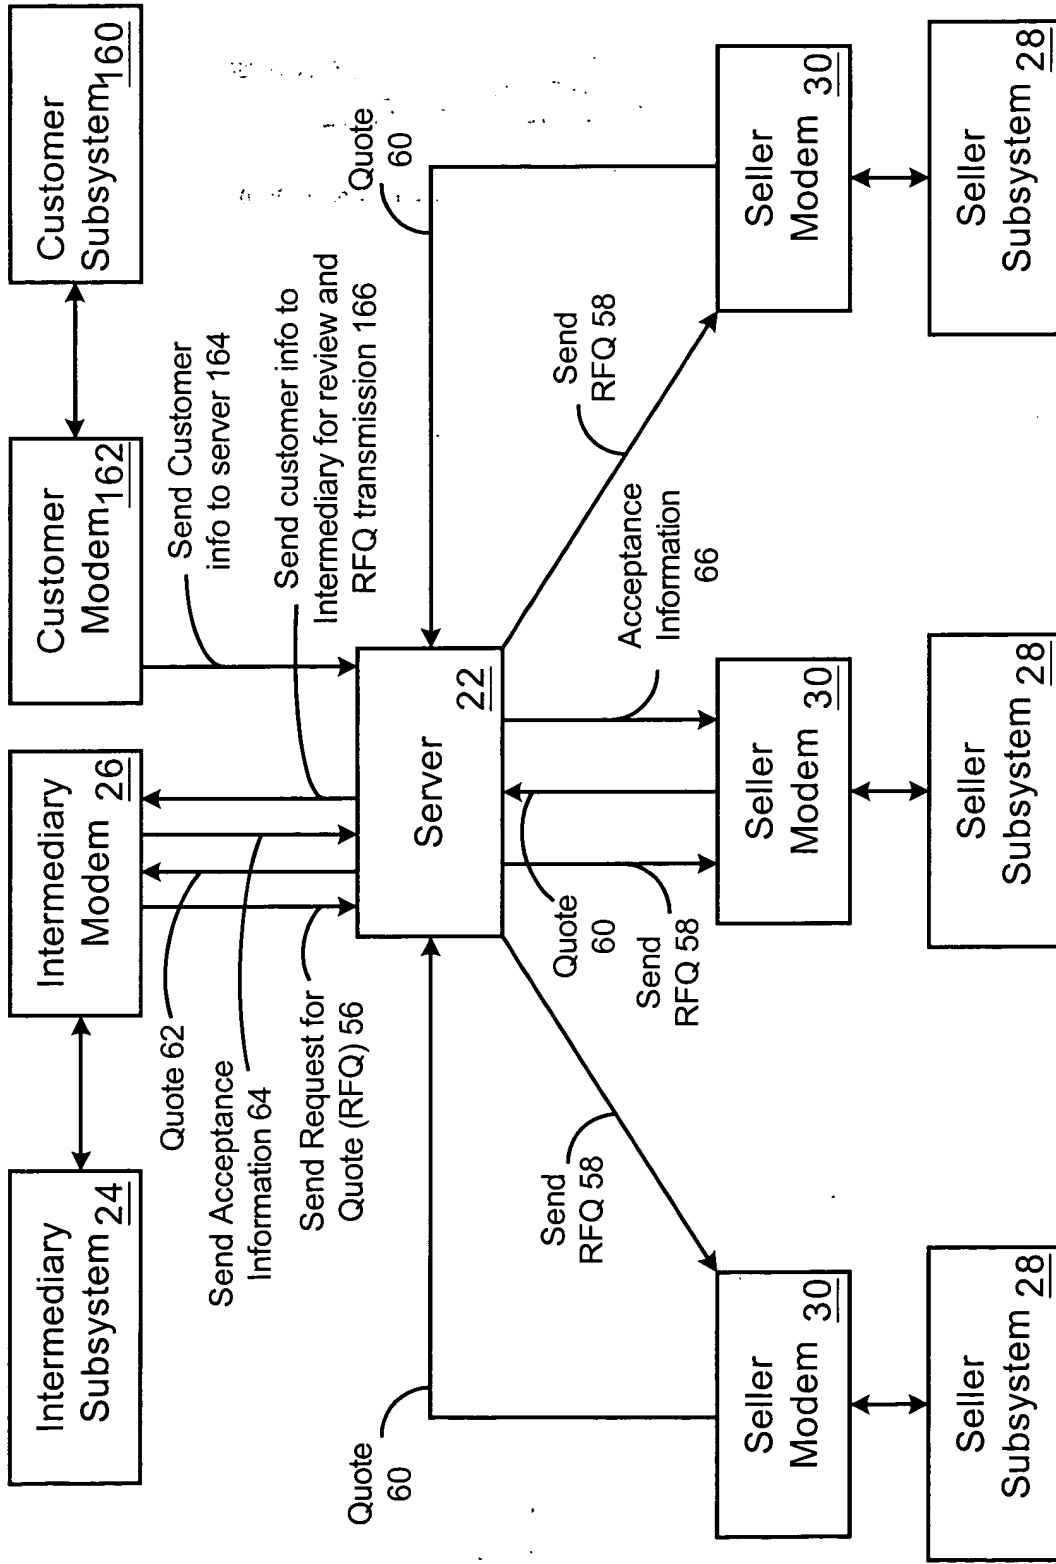 Intermediary
Subsystem 24
Intermediary
Modem 26
Customer
Modem 162
Customer
Subsystem 160
Quote 62
Send Acceptance
Information 64
Send Request for
Quote (RFQ) 56
Send Customer
info to server 164
Send customer info to
Intermediary for review and
RFQ transmission 166
Server
22
Quote
60
Send
RFQ 58
Quote
60
Send
RFQ 58
Acceptance
Information
66
Send
RFQ 58
Quote
60
Seller
Modem 30
Seller
Modem 30
Seller
Modem 30
Seller
Subsystem 28
Seller
Subsystem 28
Seller
Subsystem 28